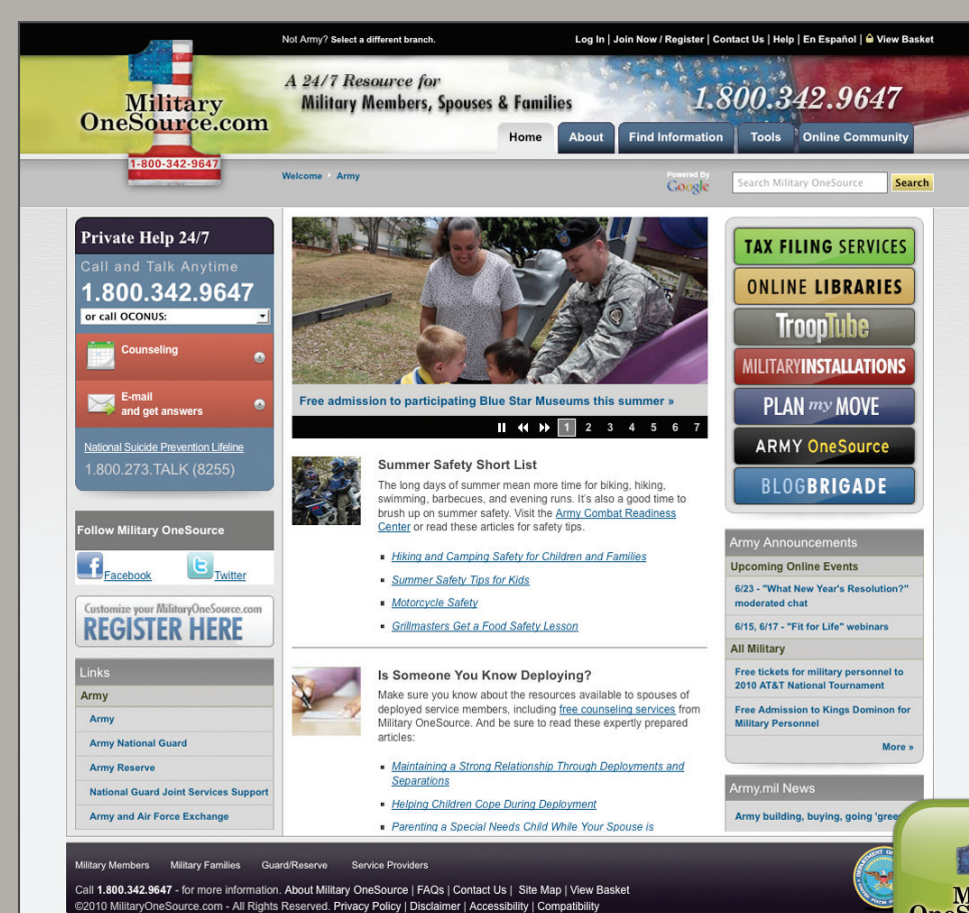 Not Army? Select a different branch.
Log In | Join Now / Register | Contact Us | Help | En Español | View Basket
Military
OneSource.com
1-800-342-9647
A 24/7 Resource for
Military Members, Spouses & Families
1.800.342.9647
Home About Find Information Tools Online Community
Welcome Army
Powered By
Google
Search Military OneSource
Search
Private Help 24/7
Call and Talk Anytime
1.800.342.9647
or call OCONUS:
Counseling
E-mail
and get answers
National Suicide Prevention Lifeline
1.800.273.TALK (8255)
Follow Military OneSource
Facebook
Twitter
Customize your MilitaryOneSource.com
REGISTER HERE
Links
Army
Army
Army National Guard
Army Reserve
National Guard Joint Services Support
Army and Air Force Exchange
Free admission to participating Blue Star Museums this summer »
1 2 3 4 5 6 7
Summer Safety Short List
The long days of summer mean more time for biking, hiking,
swimming, barbecues, and evening runs. It's also a good time to
brush up on summer safety. Visit the Army Combat Readiness
Center or read these articles for safety tips.
▪ Hiking and Camping Safety for Children and Families
▪ Summer Safety Tips for Kids
▪ Motorcycle Safety
▪ Grillmasters Get a Food Safety Lesson
Is Someone You Know Deploying?
Make sure you know about the resources available to spouses of
deployed service members, including free counseling services from
Military OneSource. And be sure to read these expertly prepared
articles:
▪ Maintaining a Strong Relationship Through Deployments and
Separations
▪ Helping Children Cope During Deployment
▪ Parenting a Special Needs Child While Your Spouse is
TAX FILING SERVICES
ONLINE LIBRARIES
TroopTube
MILITARYINSTALLATIONS
PLAN my MOVE
ARMY OneSource
BLOGBRIGADE
Army Announcements
Upcoming Online Events
6/23 - "What New Year's Resolution?"
moderated chat
6/15, 6/17 - "Fit for Life" webinars
All Military
Free tickets for military personnel to
2010 AT&T National Tournament
Free Admission to Kings Dominon for
Military Personnel
More »
Army.mil News
Army building, buying, going 'gree
Military Members Military Families Guard/Reserve Service Providers
Call 1.800.342.9647 - for more information. About Military OneSource | FAQs | Contact Us | Site Map | View Basket
©2010 MilitaryOneSource.com - All Rights Reserved. Privacy Policy | Disclaimer | Accessibility | Compatibility